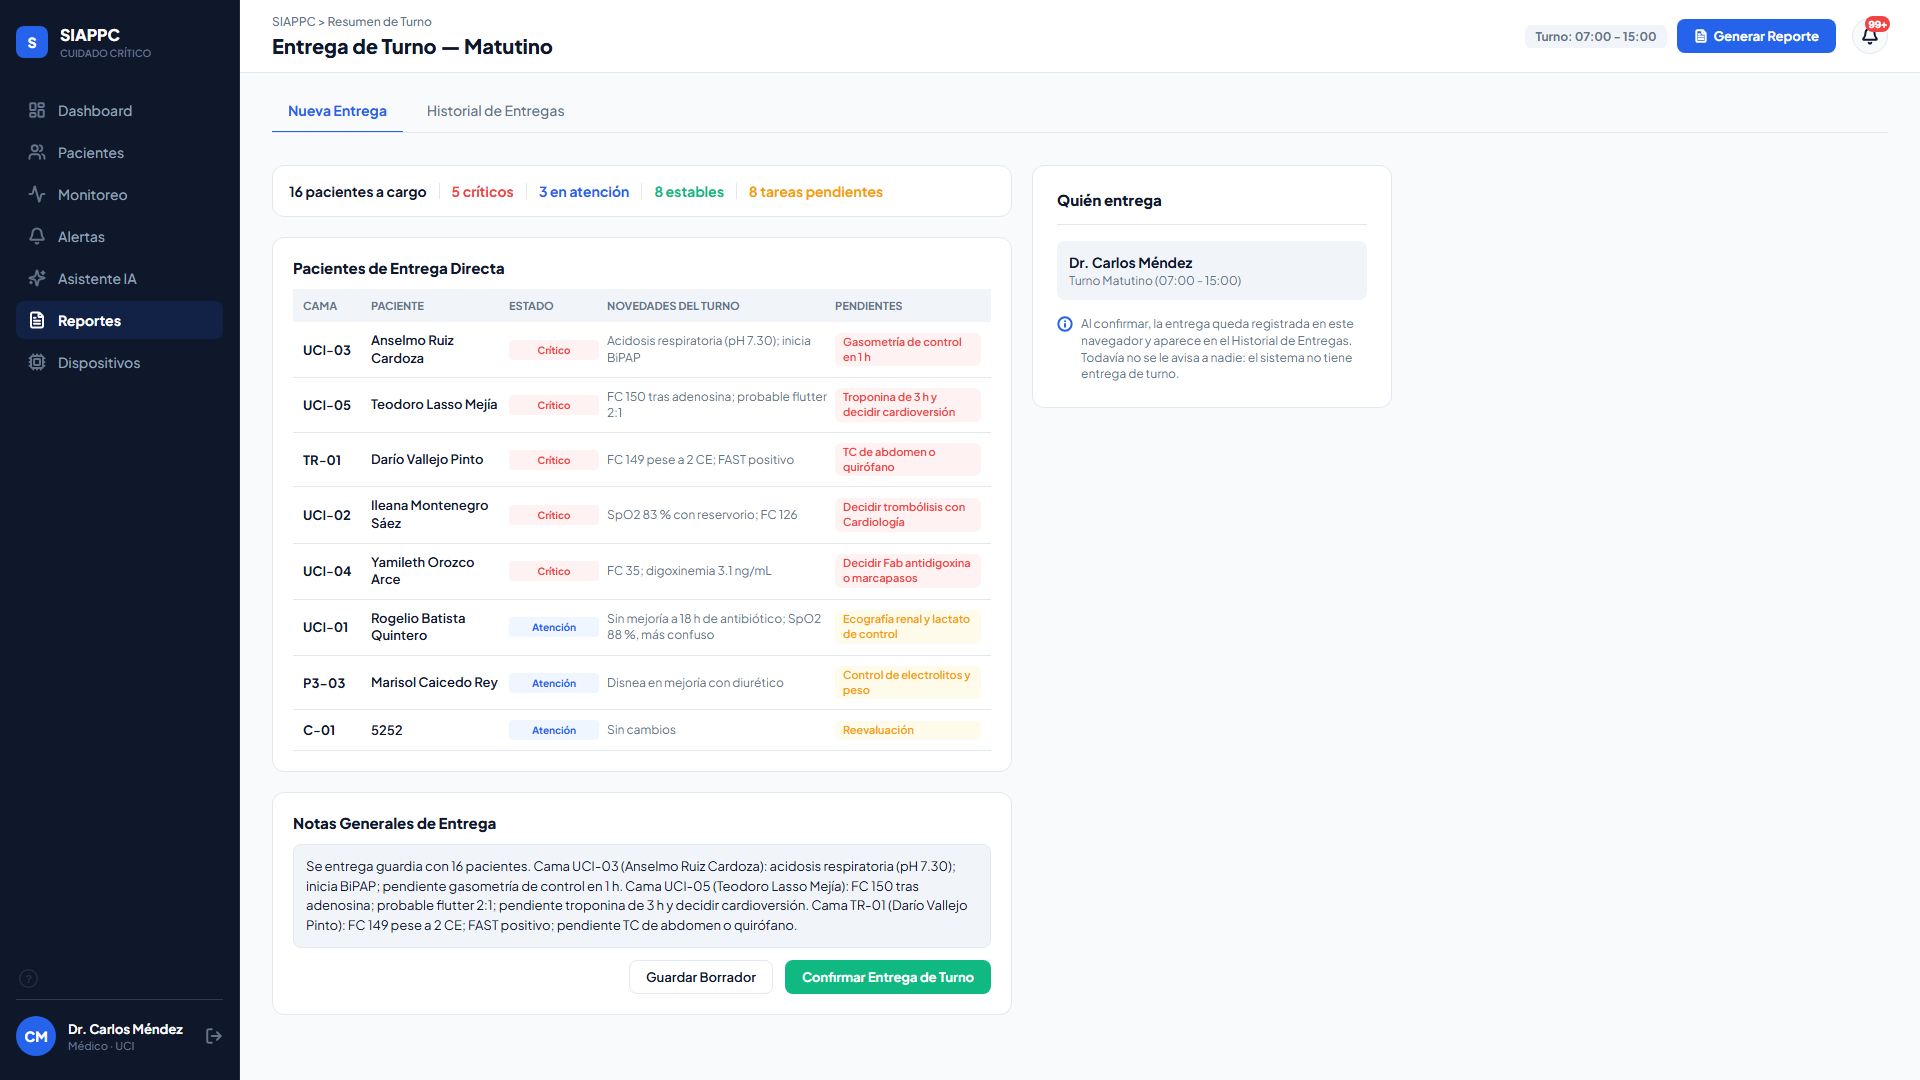 S
SIAPPC
CUIDADO CRÍTICO
Dashboard
Pacientes
Monitoreo
Alertas
Asistente IA
Reportes
Dispositivos
?
CM
Dr. Carlos Méndez
Médico · UCI
SIAPPC > Resumen de Turno
Entrega de Turno — Matutino
Turno: 07:00 - 15:00
Generar Reporte
99+
Nueva Entrega
Historial de Entregas
16 pacientes a cargo
5 críticos
3 en atención
8 estables
8 tareas pendientes
Pacientes de Entrega Directa
CAMA PACIENTE ESTADO NOVEDADES DEL TURNO PENDIENTES
UCI-03
Anselmo Ruiz
Cardoza
Crítico
Acidosis respiratoria (pH 7.30); inicia
BiPAP
Gasometría de control
en 1 h
UCI-05
Teodoro Lasso Mejía
Crítico
FC 150 tras adenosina; probable flutter
2:1
Troponina de 3 h y
decidir cardioversión
TR-01
Darío Vallejo Pinto
Crítico
FC 149 pese a 2 CE; FAST positivo
TC de abdomen o
quirófano
UCI-02
Ileana Montenegro
Sáez
Crítico
SpO2 83 % con reservorio; FC 126
Decidir trombólisis con
Cardiología
UCI-04
Yamileth Orozco
Arce
Crítico
FC 35; digoxinemia 3.1 ng/mL
Decidir Fab antidigoxina
o marcapasos
UCI-01
Rogelio Batista
Quintero
Atención
Sin mejoría a 18 h de antibiótico; SpO2
88 %, más confuso
Ecografía renal y lactato
de control
P3-03
Marisol Caicedo Rey
Atención
Disnea en mejoría con diurético
Control de electrolitos y
peso
C-01
5252
Atención
Sin cambios
Reevaluación
Notas Generales de Entrega
Se entrega guardia con 16 pacientes. Cama UCI-03 (Anselmo Ruiz Cardoza): acidosis respiratoria (pH 7.30);
inicia BiPAP; pendiente gasometría de control en 1 h. Cama UCI-05 (Teodoro Lasso Mejía): FC 150 tras
adenosina; probable flutter 2:1; pendiente troponina de 3 h y decidir cardioversión. Cama TR-01 (Darío Vallejo
Pinto): FC 149 pese a 2 CE; FAST positivo; pendiente TC de abdomen o quirófano.
Guardar Borrador
Confirmar Entrega de Turno
Quién entrega
Dr. Carlos Méndez
Turno Matutino (07:00 - 15:00)
Al confirmar, la entrega queda registrada en este
navegador y aparece en el Historial de Entregas.
Todavía no se le avisa a nadie: el sistema no tiene
entrega de turno.